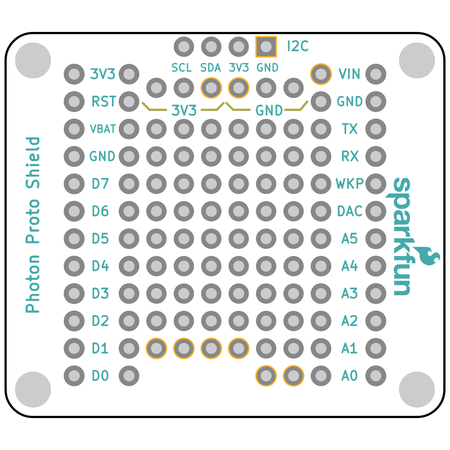 I2C
SCL SDA 3V3 GND
3V3 VIN
RST 3V3 GND GND
VBAT TX
GND RX
D7 WKP
D6 DAC
D5 A5
D4 A4
D3 A3
D2 A2
D1 A1
D0 A0
Photon Proto Shield
sparkfun